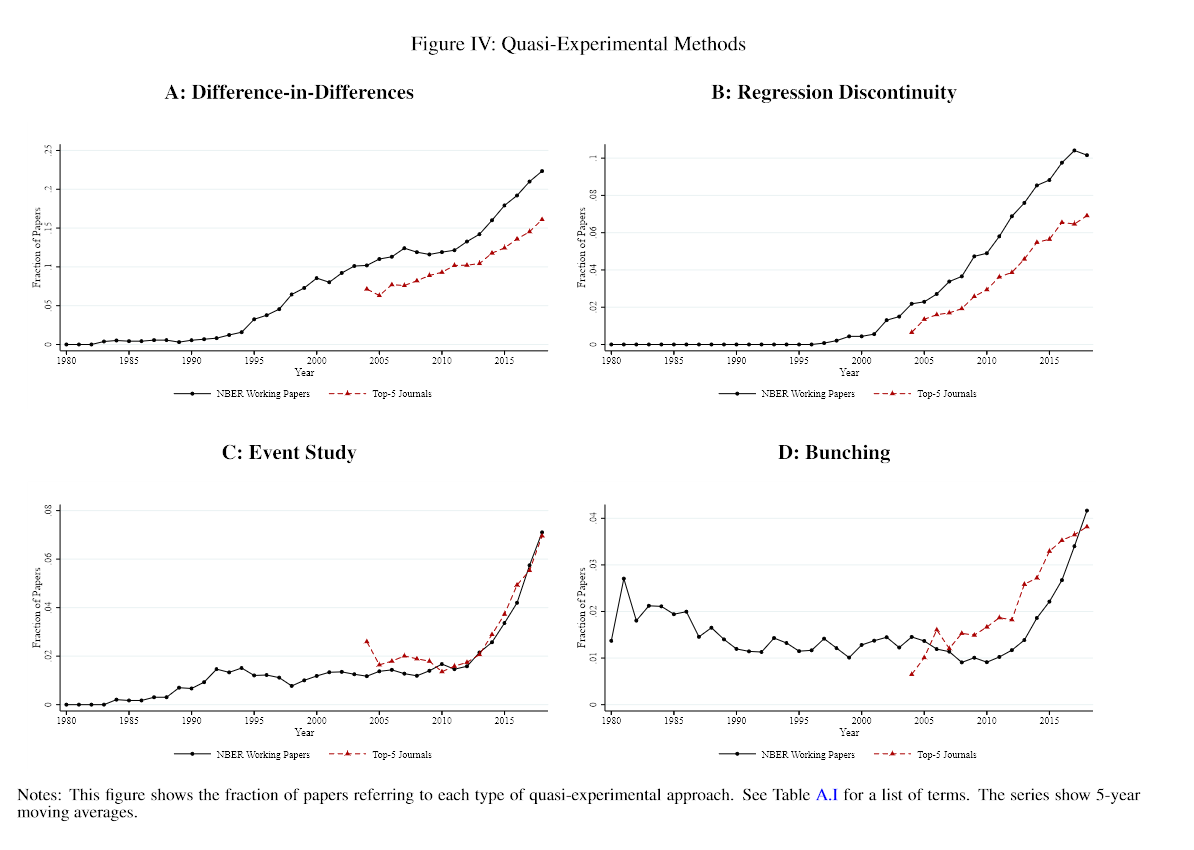 Figure IV: Quasi-Experimental Methods
A: Difference-in-Differences
Fraction of Papers
0 .05 .1 .15 .2 .25
1980 1985 1990 1995 2000 2005 2010 2015
Year
NBER Working Papers Top-5 Journals
B: Regression Discontinuity
Fraction of Papers
0 .02 .04 .06 .08 .1
1980 1985 1990 1995 2000 2005 2010 2015
Year
NBER Working Papers Top-5 Journals
C: Event Study
Fraction of Papers
0 .02 .04 .06 .08
1980 1985 1990 1995 2000 2005 2010 2015
Year
NBER Working Papers Top-5 Journals
D: Bunching
Fraction of Papers
0 .01 .02 .03 .04
1980 1985 1990 1995 2000 2005 2010 2015
Year
NBER Working Papers Top-5 Journals
Notes: This figure shows the fraction of papers referring to each type of quasi-experimental approach. See Table A.I for a list of terms. The series show 5-year
moving averages.